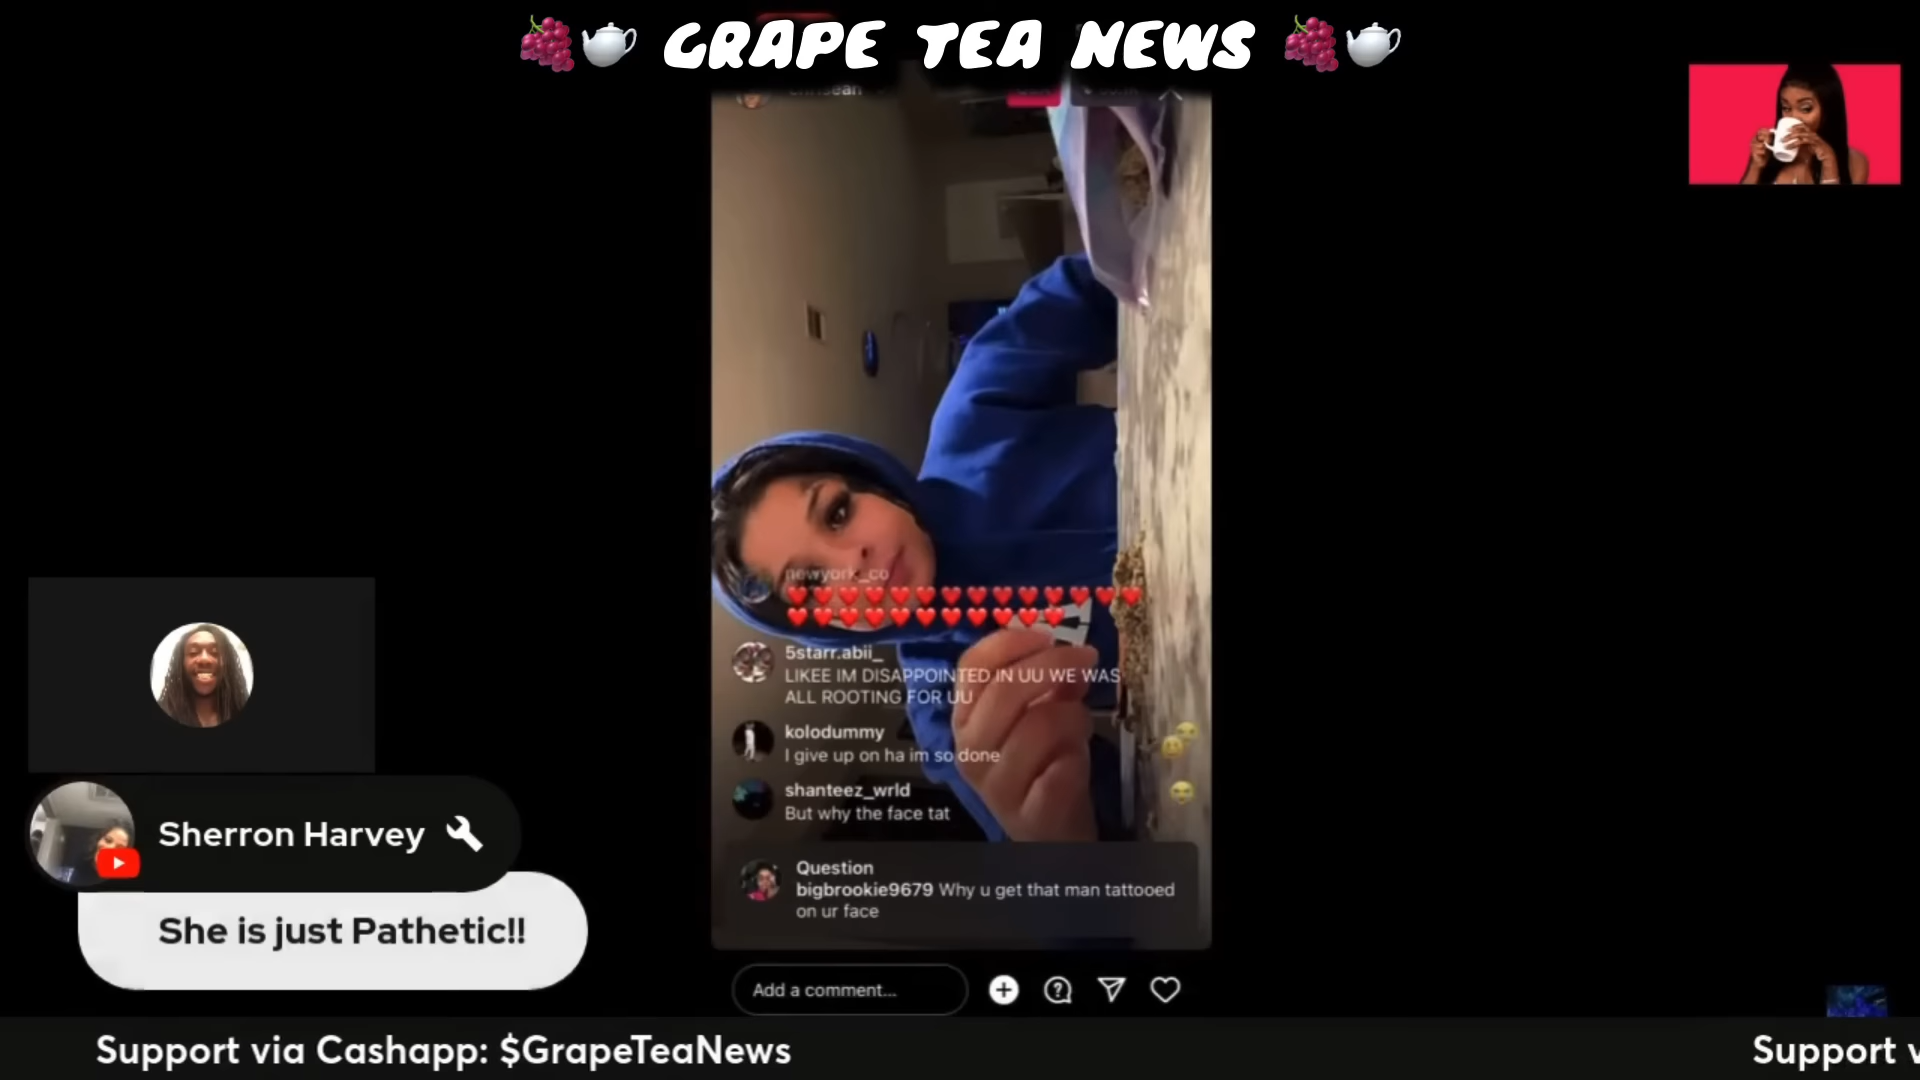 GRAPE TEA NEWS
chrisean
newyork_co
5starr.abii_
LIKEE IM DISAPPOINTED IN UU WE WAS
ALL ROOTING FOR UU
kolodummy
I give up on ha im so done
shanteez_wrld
But why the face tat
Question
bigbrookie9679 Why u get that man tattooed
on ur face
Add a comment...
Sherron Harvey
She is just Pathetic!!
Support via Cashapp: $GrapeTeaNews
Support v